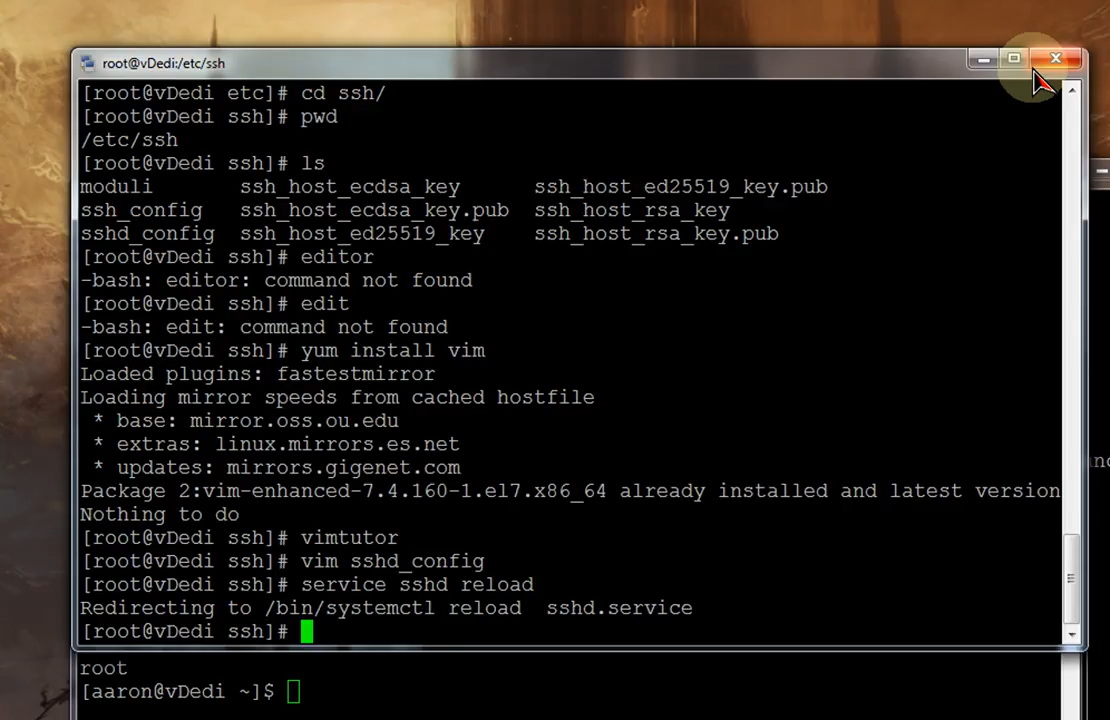 root@vDedi:/etc/ssh
[root@vDedi etc]# cd ssh/
[root@vDedi ssh]# pwd
/etc/ssh
[root@vDedi ssh]# ls
moduli ssh_host_ecdsa_key ssh_host_ed25519_key.pub
ssh_config ssh_host_ecdsa_key.pub ssh_host_rsa_key
sshd_config ssh_host_ed25519_key ssh_host_rsa_key.pub
[root@vDedi ssh]# editor
-bash: editor: command not found
[root@vDedi ssh]# edit
-bash: edit: command not found
[root@vDedi ssh]# yum install vim
Loaded plugins: fastestmirror
Loading mirror speeds from cached hostfile
* base: mirror.oss.ou.edu
* extras: linux.mirrors.es.net
* updates: mirrors.gigenet.com
Package 2:vim-enhanced-7.4.160-1.el7.x86_64 already installed and latest version
Nothing to do
[root@vDedi ssh]# vimtutor
[root@vDedi ssh]# vim sshd_config
[root@vDedi ssh]# service sshd reload
Redirecting to /bin/systemctl reload  sshd.service
[root@vDedi ssh]#
root
[aaron@vDedi ~]$